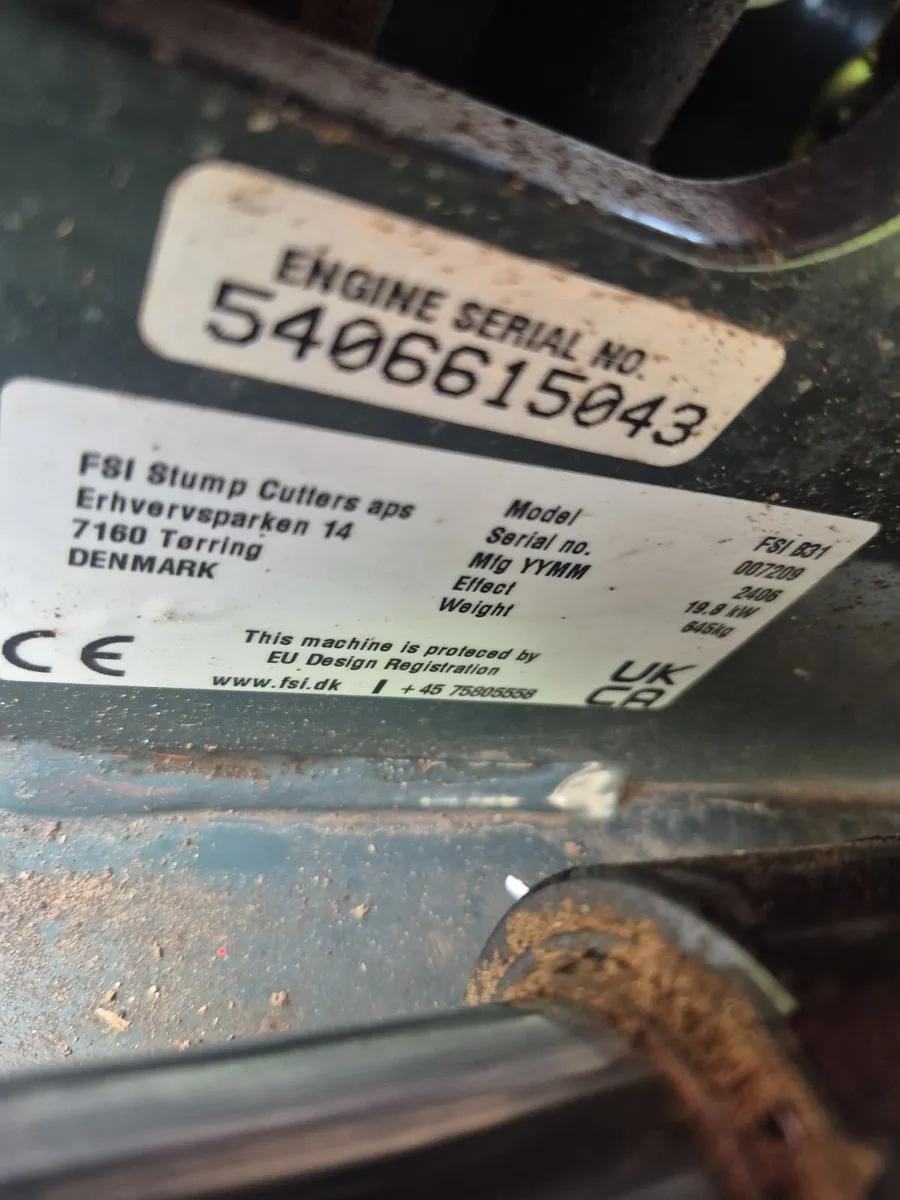 ENGINE SERIAL NO.
5406615043
FSI Stump Cutters aps
Erhvervsparken 14
7160 Tørring
DENMARK
Model FSI B31
Serial no. 007209
Mfg YYMM 2406
Effect 19.8 kW
Weight 645kg
This machine is proteced by
EU Design Registration
www.fsi.dk / +45 75805558
CE
UK
CA